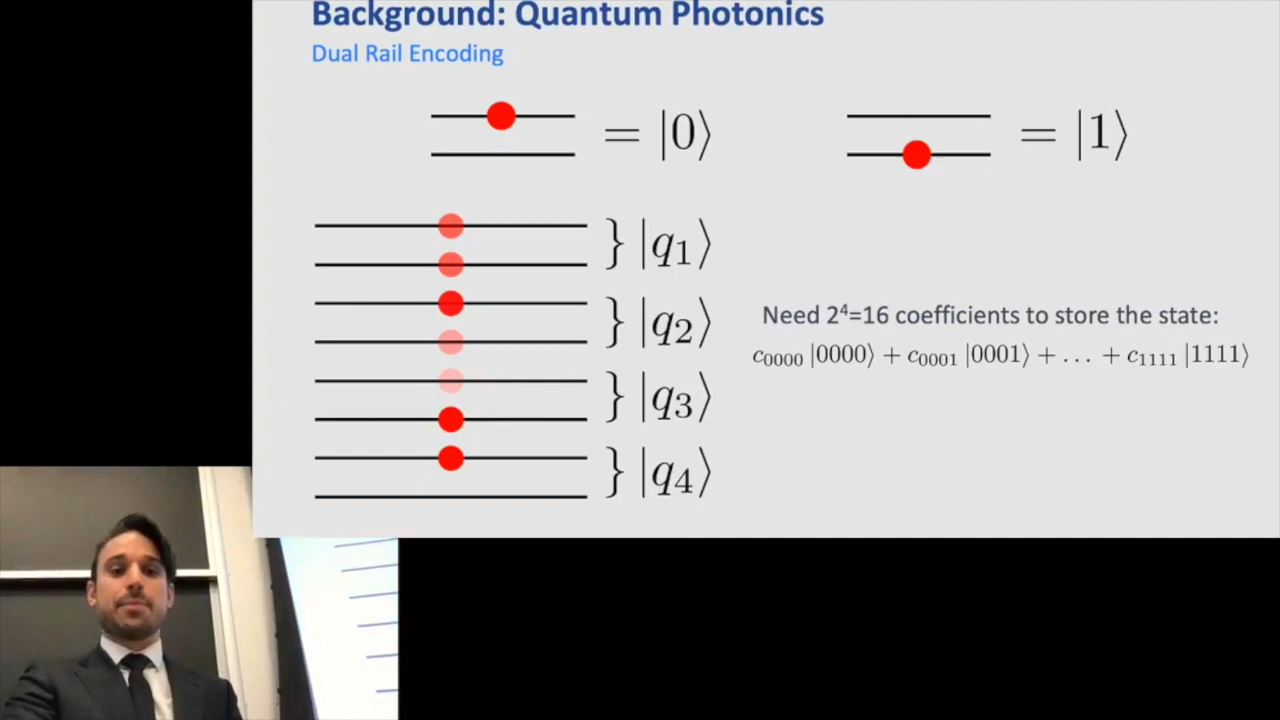 Background: Quantum Photonics
Dual Rail Encoding
= |0⟩
= |1⟩
} |q₁⟩
} |q₂⟩
Need 2⁴=16 coefficients to store the state:
c₀₀₀₀ |0000⟩ + c₀₀₀₁ |0001⟩ + … + c₁₁₁₁ |1111⟩
} |q₃⟩
} |q₄⟩